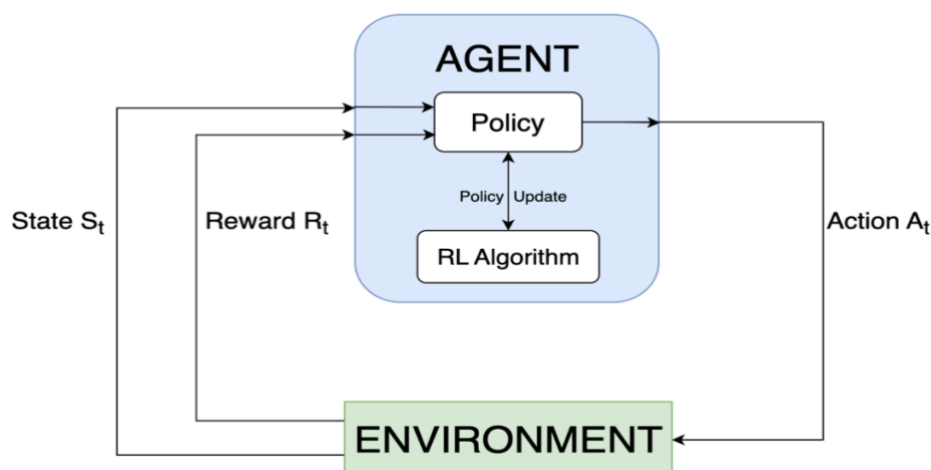 AGENT
Policy
State Sₜ
Reward Rₜ
Policy Update
Action Aₜ
RL Algorithm
ENVIRONMENT